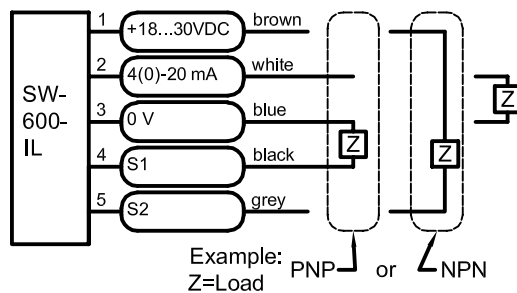 1 +18...30VDC brown
2 4(0)-20 mA white
SW-
600-
IL
3 0 V blue
4 S1 black
5 S2 grey
Z
Z
Z
Example:
Z=Load
PNP or NPN